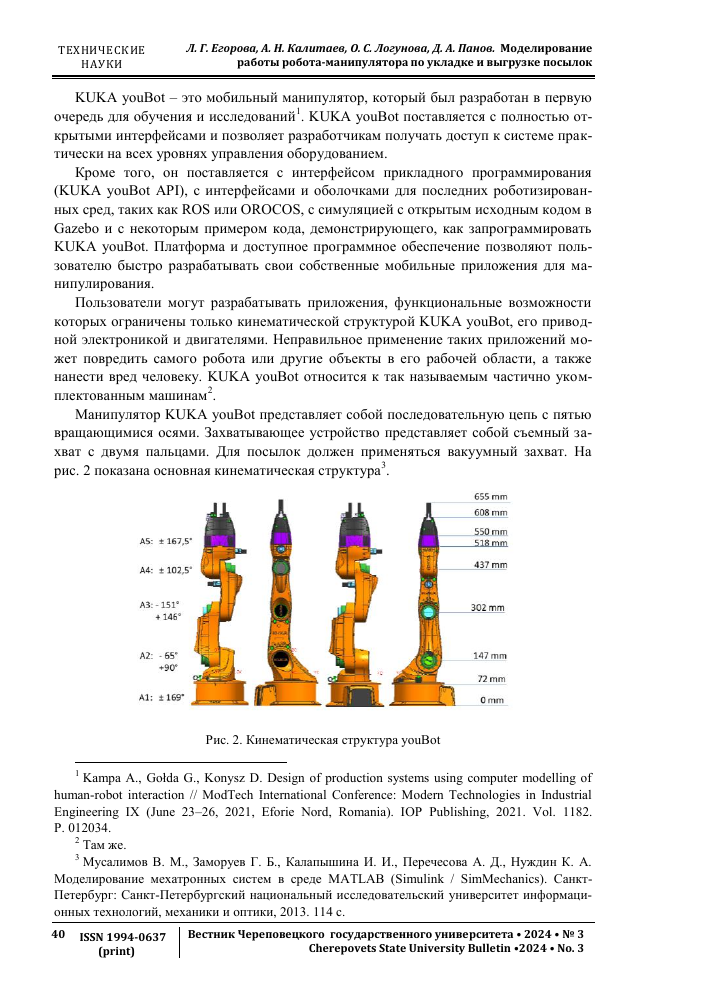 ТЕХНИЧЕСКИЕ
НАУКИ
Л. Г. Егорова, А. Н. Калитаев, О. С. Логунова, Д. А. Панов. Моделирование
работы робота-манипулятора по укладке и выгрузке посылок
KUKA youBot – это мобильный манипулятор, который был разработан в первую
очередь для обучения и исследований1. KUKA youBot поставляется с полностью от-
крытыми интерфейсами и позволяет разработчикам получать доступ к системе прак-
тически на всех уровнях управления оборудованием.
Кроме того, он поставляется с интерфейсом прикладного программирования
(KUKA youBot API), с интерфейсами и оболочками для последних роботизирован-
ных сред, таких как ROS или OROCOS, с симуляцией с открытым исходным кодом в
Gazebo и с некоторым примером кода, демонстрирующего, как запрограммировать
KUKA youBot. Платформа и доступное программное обеспечение позволяют поль-
зователю быстро разрабатывать свои собственные мобильные приложения для ма-
нипулирования.
Пользователи могут разрабатывать приложения, функциональные возможности
которых ограничены только кинематической структурой KUKA youBot, его привод-
ной электроникой и двигателями. Неправильное применение таких приложений мо-
жет повредить самого робота или другие объекты в его рабочей области, а также
нанести вред человеку. KUKA youBot относится к так называемым частично уком-
плектованным машинам2.
Манипулятор KUKA youBot представляет собой последовательную цепь с пятью
вращающимися осями. Захватывающее устройство представляет собой съемный за-
хват с двумя пальцами. Для посылок должен применяться вакуумный захват. На
рис. 2 показана основная кинематическая структура3.
A5: ± 167,5°
A4: ± 102,5°
A3: - 151°
+ 146°
A2: - 65°
+90°
A1: ± 169°
655 mm
608 mm
550 mm
518 mm
437 mm
302 mm
147 mm
72 mm
0 mm
Рис. 2. Кинематическая структура youBot
1 Kampa A., Gołda G., Konysz D. Design of production systems using computer modelling of
human-robot interaction // ModTech International Conference: Modern Technologies in Industrial
Engineering IX (June 23–26, 2021, Eforie Nord, Romania). IOP Publishing, 2021. Vol. 1182.
P. 012034.
2 Там же.
3 Мусалимов В. М., Заморуев Г. Б., Калапышина И. И., Перечесова А. Д., Нуждин К. А.
Моделирование мехатронных систем в среде MATLAB (Simulink / SimMechanics). Санкт-
Петербург: Санкт-Петербургский национальный исследовательский университет информаци-
онных технологий, механики и оптики, 2013. 114 с.
40
ISSN 1994-0637
(print)
Вестник Череповецкого государственного университета • 2024 • № 3
Cherepovets State University Bulletin •2024 • No. 3